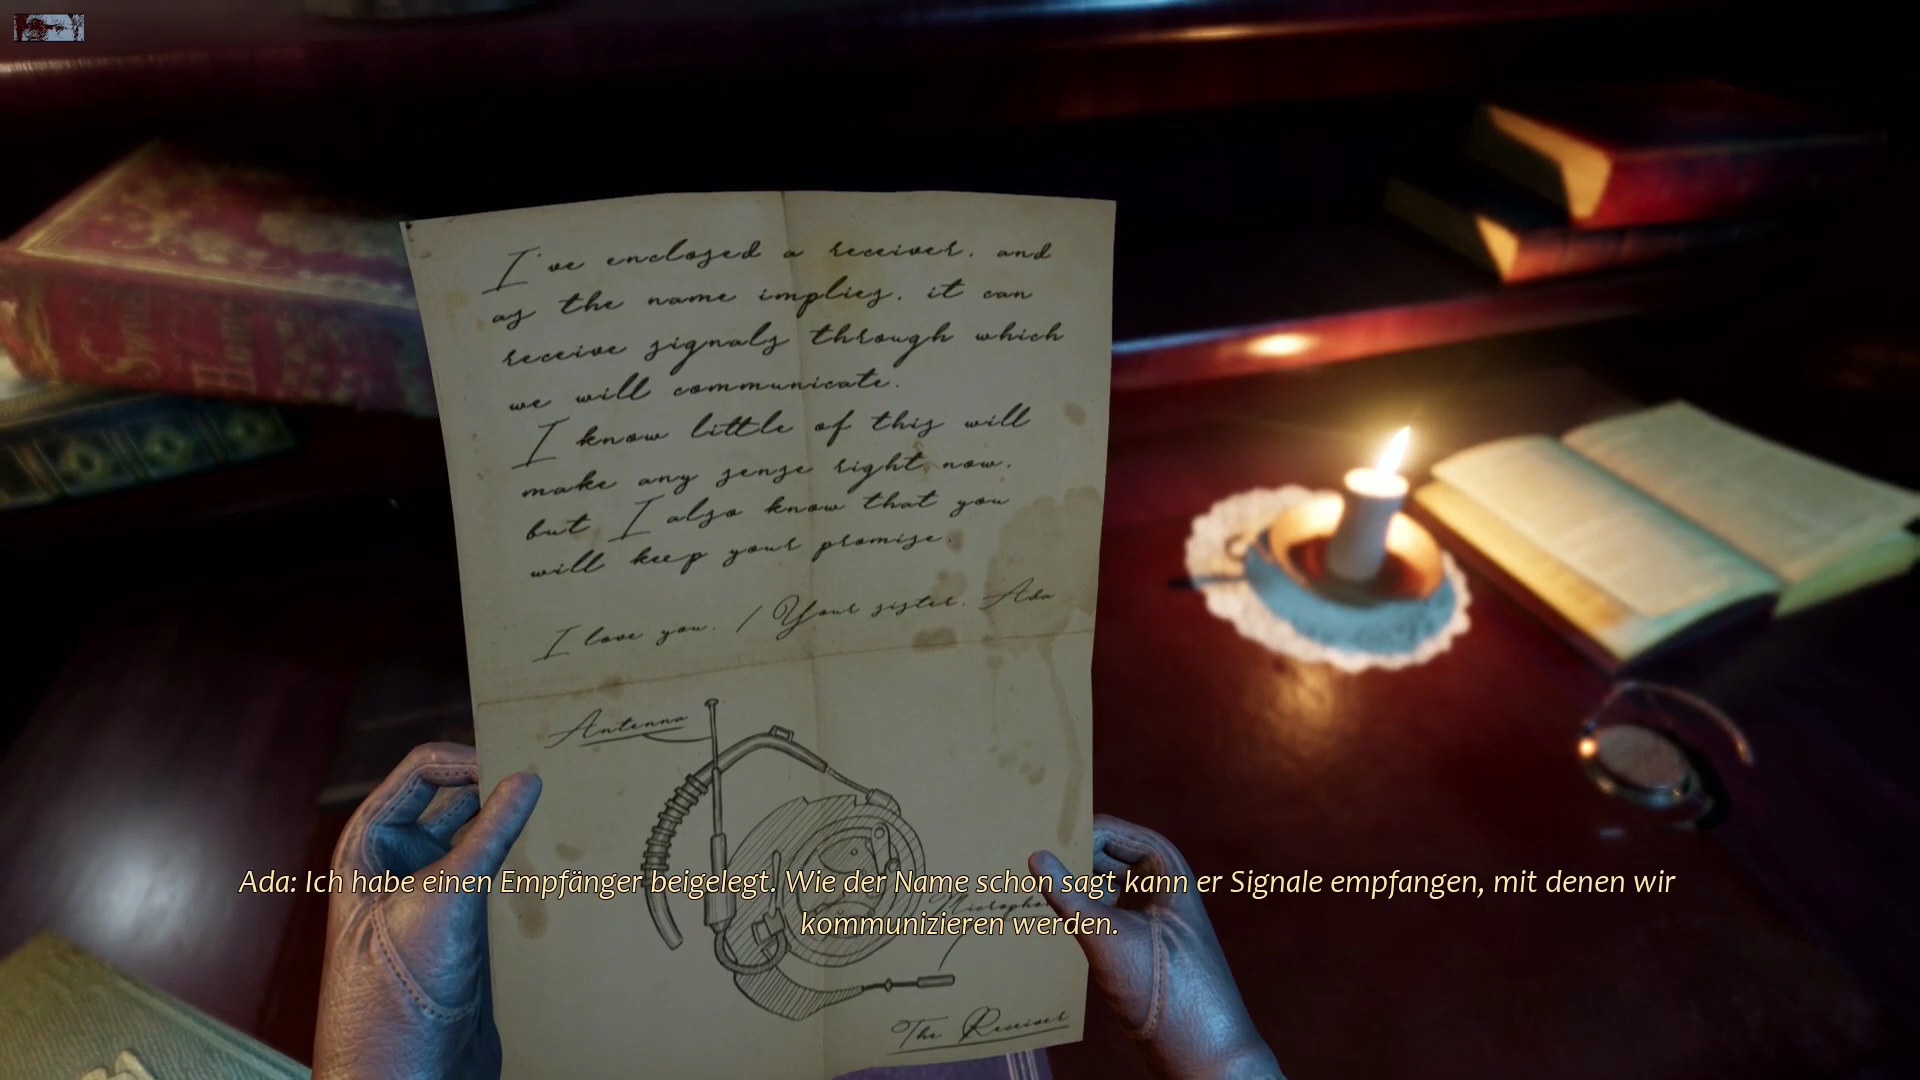 I've enclosed a receiver, and
as the name implies, it can
receive signals through which
we will communicate.
I know little of this will
make any sense right now,
but I also know that you
will keep your promise.
I love you. / Your sister, Ada
Antenna
Microphone
The Receiver
Ada: Ich habe einen Empfänger beigelegt. Wie der Name schon sagt kann er Signale empfangen, mit denen wir
kommunizieren werden.